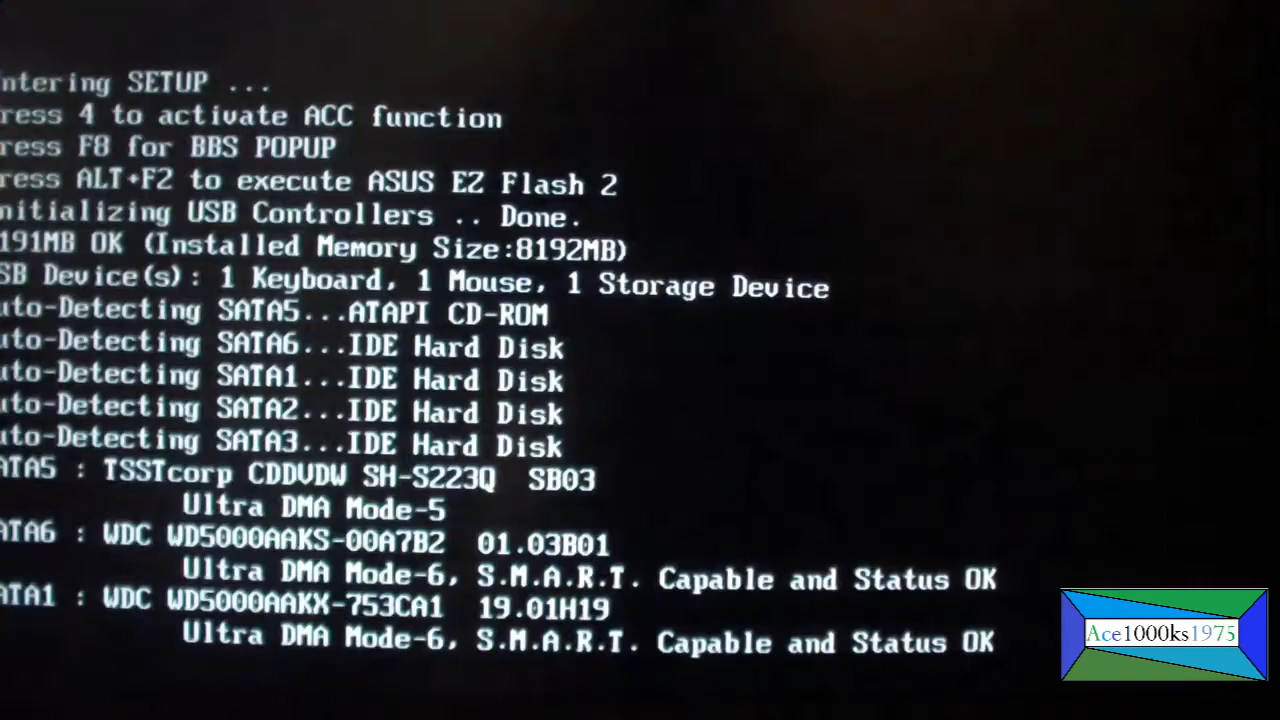 ntering SETUP ...
ress 4 to activate ACC function
ress F8 for BBS POPUP
ress ALT+F2 to execute ASUS EZ Flash 2
nitializing USB Controllers .. Done.
191MB OK (Installed Memory Size:8192MB)
SB Device(s): 1 Keyboard, 1 Mouse, 1 Storage Device
uto-Detecting SATA5...ATAPI CD-ROM
uto-Detecting SATA6...IDE Hard Disk
uto-Detecting SATA1...IDE Hard Disk
uto-Detecting SATA2...IDE Hard Disk
uto-Detecting SATA3...IDE Hard Disk
ATA5 : TSSTcorp CDDVDW SH-S223Q SB03
Ultra DMA Mode-5
ATA6 : WDC WD5000AAKS-00A7B2 01.03B01
Ultra DMA Mode-6, S.M.A.R.T. Capable and Status OK
ATA1 : WDC WD5000AAKX-753CA1 19.01H19
Ultra DMA Mode-6, S.M.A.R.T. Capable and Status OK
Ace1000ks1975